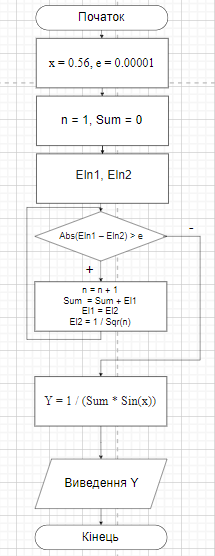 Початок
x = 0.56, e = 0.00001
n = 1, Sum = 0
Eln1, Eln2
Abs(Eln1 – Eln2) > e
-
+
n = n + 1
Sum = Sum + El1
El1 = El2
El2 = 1 / Sqr(n)
Y = 1 / (Sum * Sin(x))
Виведення Y
Кінець